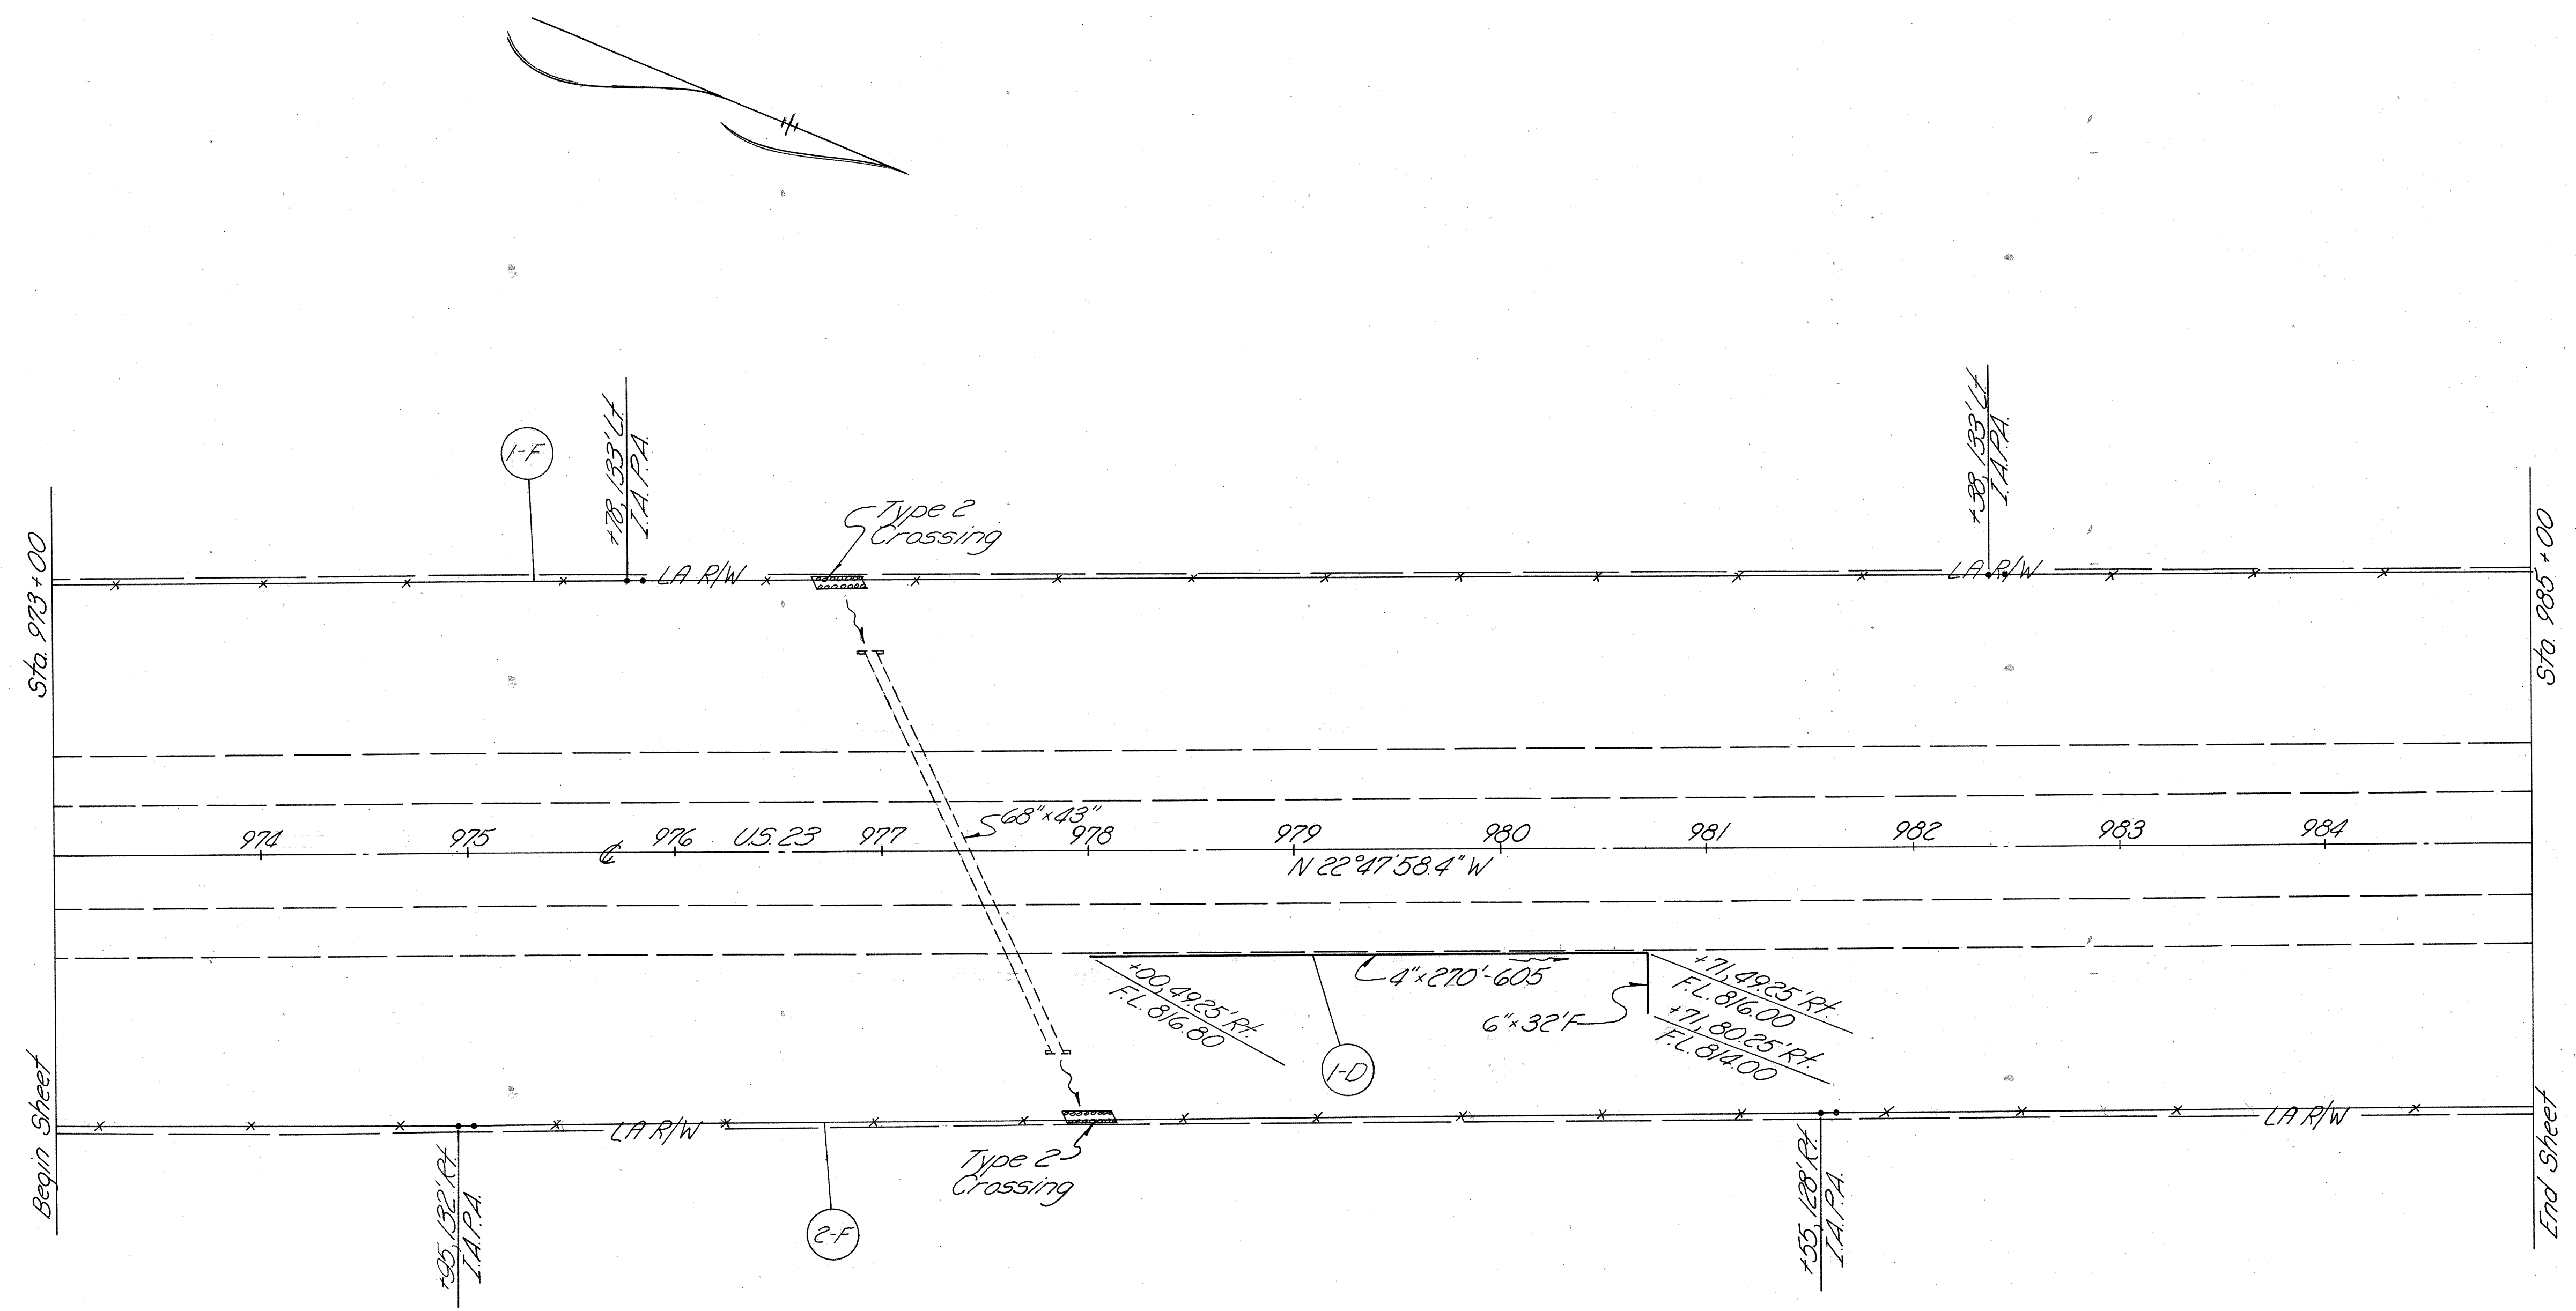 1-F
+78, 133' Lt.
I.A.P.A.
Type 2
Crossing
+38, 133' Lt.
I.A.P.A.
Sta. 973+00
LA R/W
LA R/W
Sta. 985+00
68"x43"
974
975
976
U.S. 23
977
978
979
980
981
982
983
984
℄
N 22°47'58.4" W
+00, 49.25' Rt.
F.L. 816.80
4"x270'-605
6"x32'F
+71, 49.25' Rt.
F.L. 816.00
+71, 80.25' Rt.
F.L. 814.00
1-D
Begin Sheet
LA R/W
LA R/W
End Sheet
Type 2
Crossing
+95, 132' Rt.
I.A.P.A.
2-F
+55, 128' Rt.
I.A.P.A.